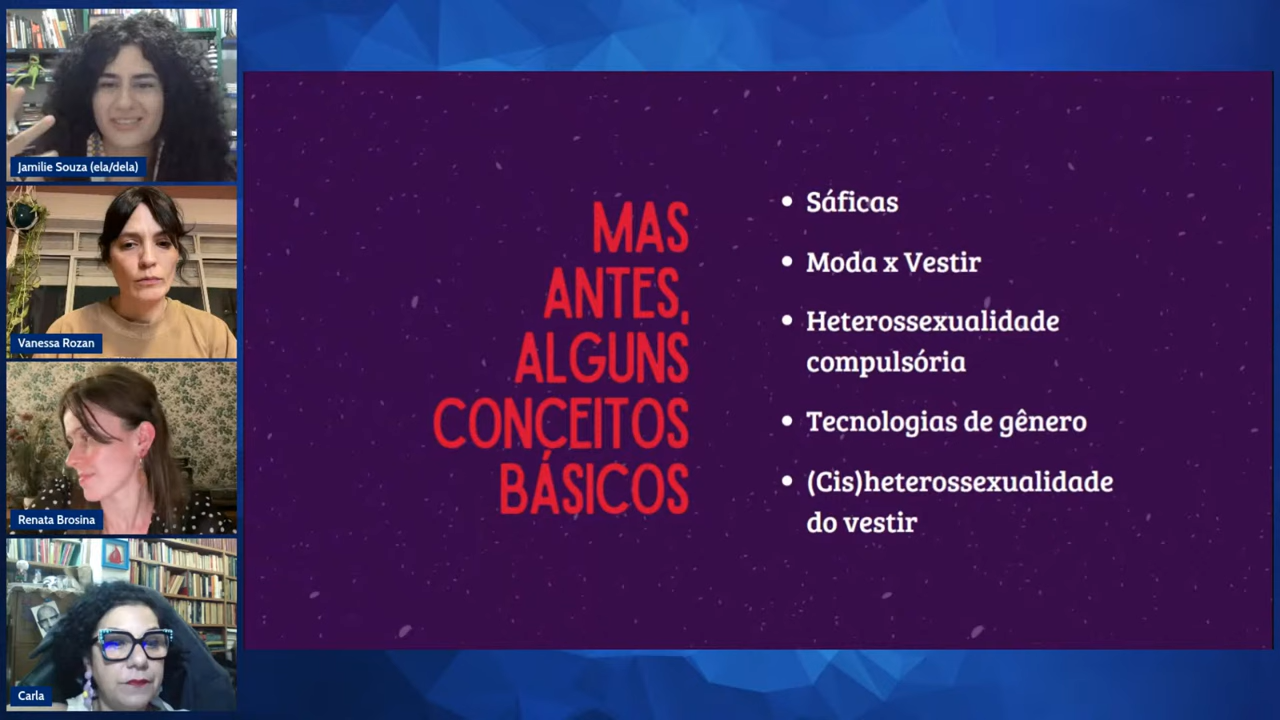 Jamilie Souza (ela/dela)
Vanessa Rozan
Renata Brosina
Carla
MAS
ANTES,
ALGUNS
CONCEITOS
BÁSICOS
• Sáficas
• Moda x Vestir
• Heterossexualidade
compulsória
• Tecnologias de gênero
• (Cis)heterossexualidade
do vestir